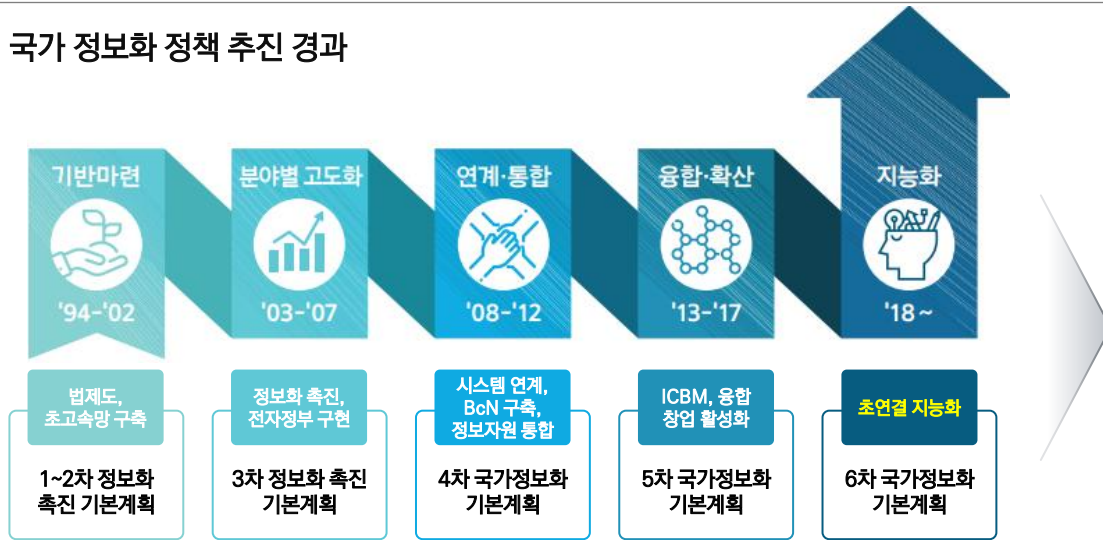 국가 정보화 정책 추진 경과
기반마련
'94-'02
법제도,
초고속망 구축
1~2차 정보화
촉진 기본계획
분야별 고도화
'03-'07
정보화 촉진,
전자정부 구현
3차 정보화 촉진
기본계획
연계·통합
'08-'12
시스템 연계,
BcN 구축,
정보자원 통합
4차 국가정보화
기본계획
융합·확산
'13-'17
ICBM, 융합
창업 활성화
5차 국가정보화
기본계획
지능화
'18~
초연결 지능화
6차 국가정보화
기본계획